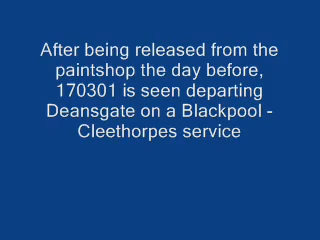 After being released from the
paintshop the day before,
170301 is seen departing
Deansgate on a Blackpool -
Cleethorpes service